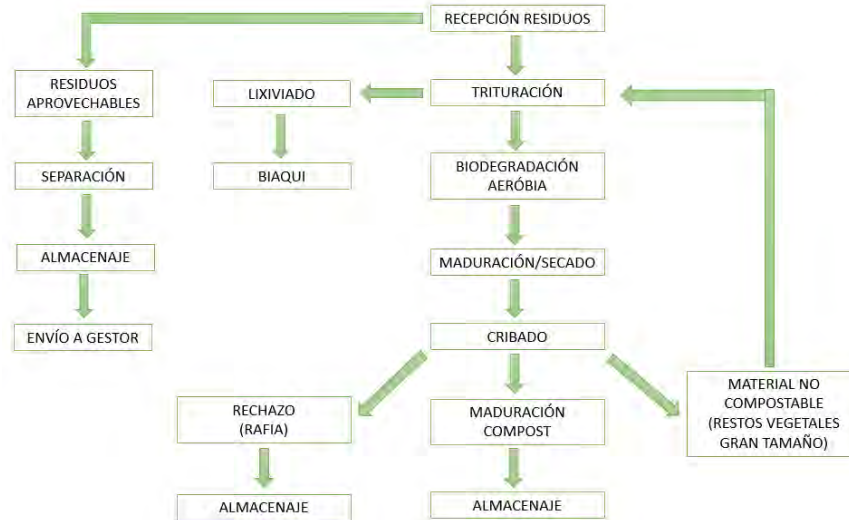 RECEPCIÓN RESIDUOS
RESIDUOS
APROVECHABLES
LIXIVIADO
TRITURACIÓN
SEPARACIÓN
BIAQUI
BIODEGRADACIÓN
AERÓBIA
ALMACENAJE
MADURACIÓN/SECADO
ENVÍO A GESTOR
CRIBADO
RECHAZO
(RAFIA)
MADURACIÓN
COMPOST
MATERIAL NO
COMPOSTABLE
(RESTOS VEGETALES
GRAN TAMAÑO)
ALMACENAJE
ALMACENAJE